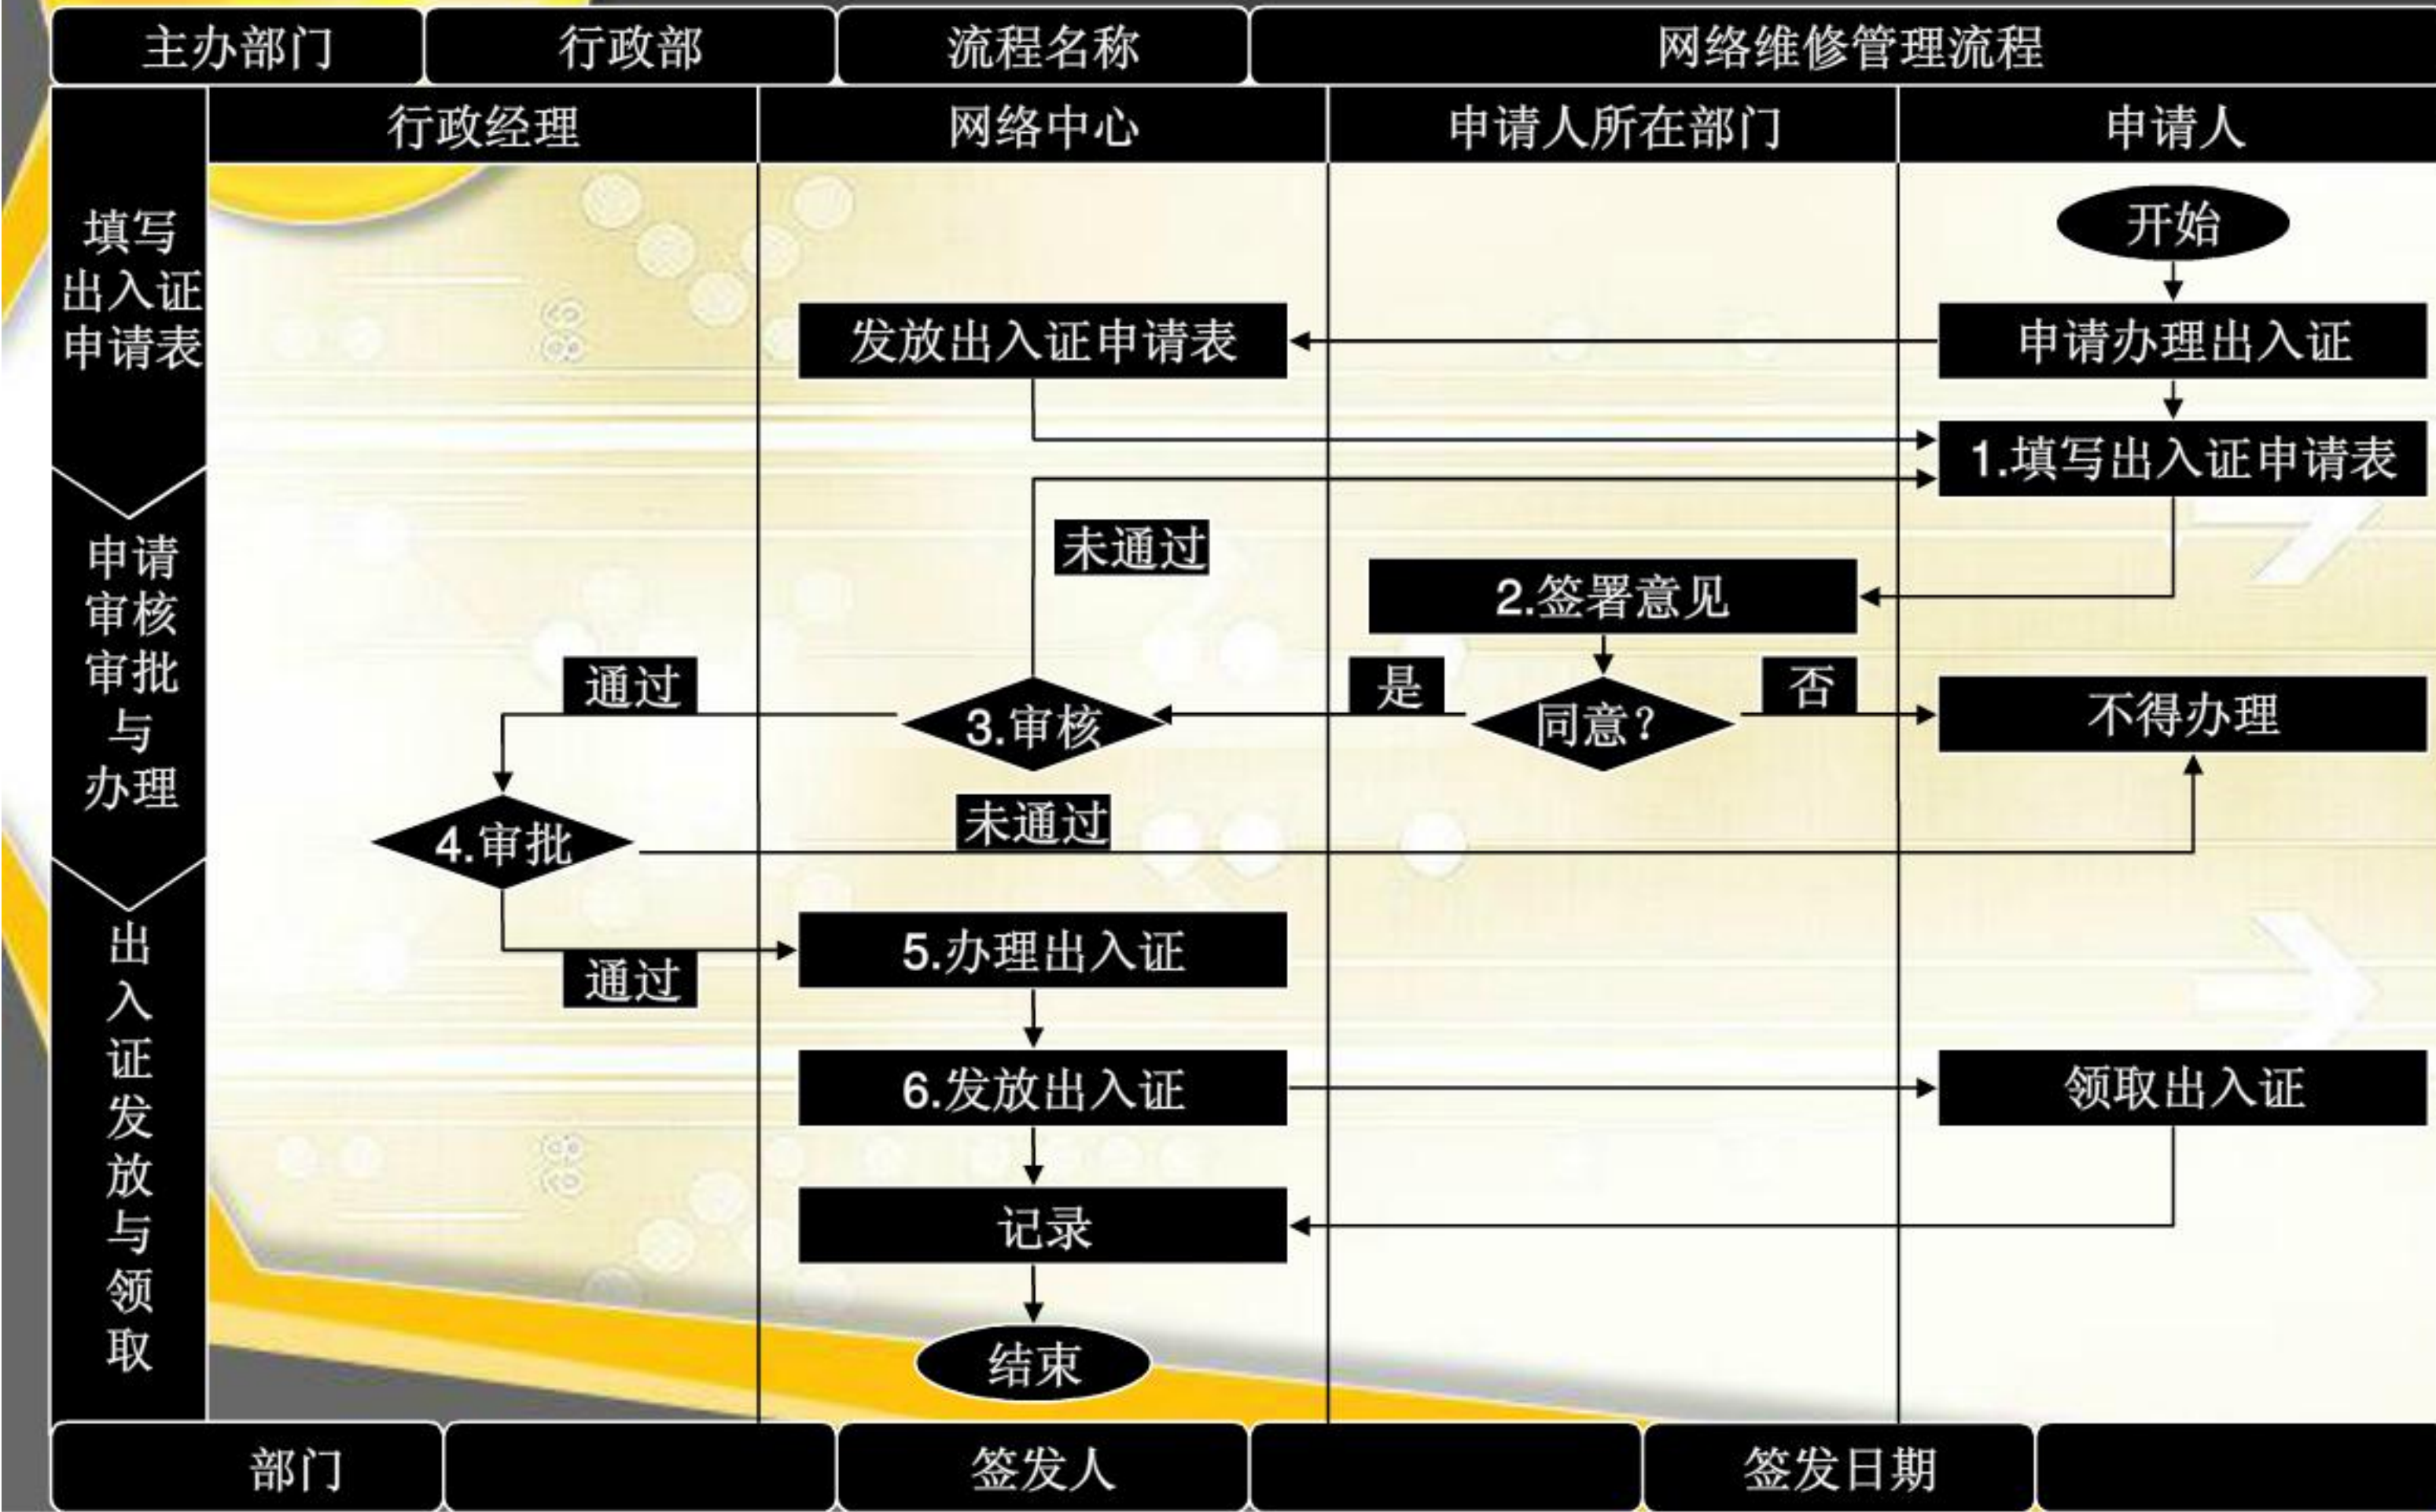 主办部门
行政部
流程名称
网络维修管理流程
行政经理
网络中心
申请人所在部门
申请人
填写
出入证
申请表
开始
发放出入证申请表
申请办理出入证
1.填写出入证申请表
申请
审核
审批
与
办理
未通过
2.签署意见
通过
是
否
3.审核
同意?
不得办理
4.审批
未通过
出
入
证
发
放
与
领
取
5.办理出入证
通过
6.发放出入证
领取出入证
记录
结束
部门
签发人
签发日期